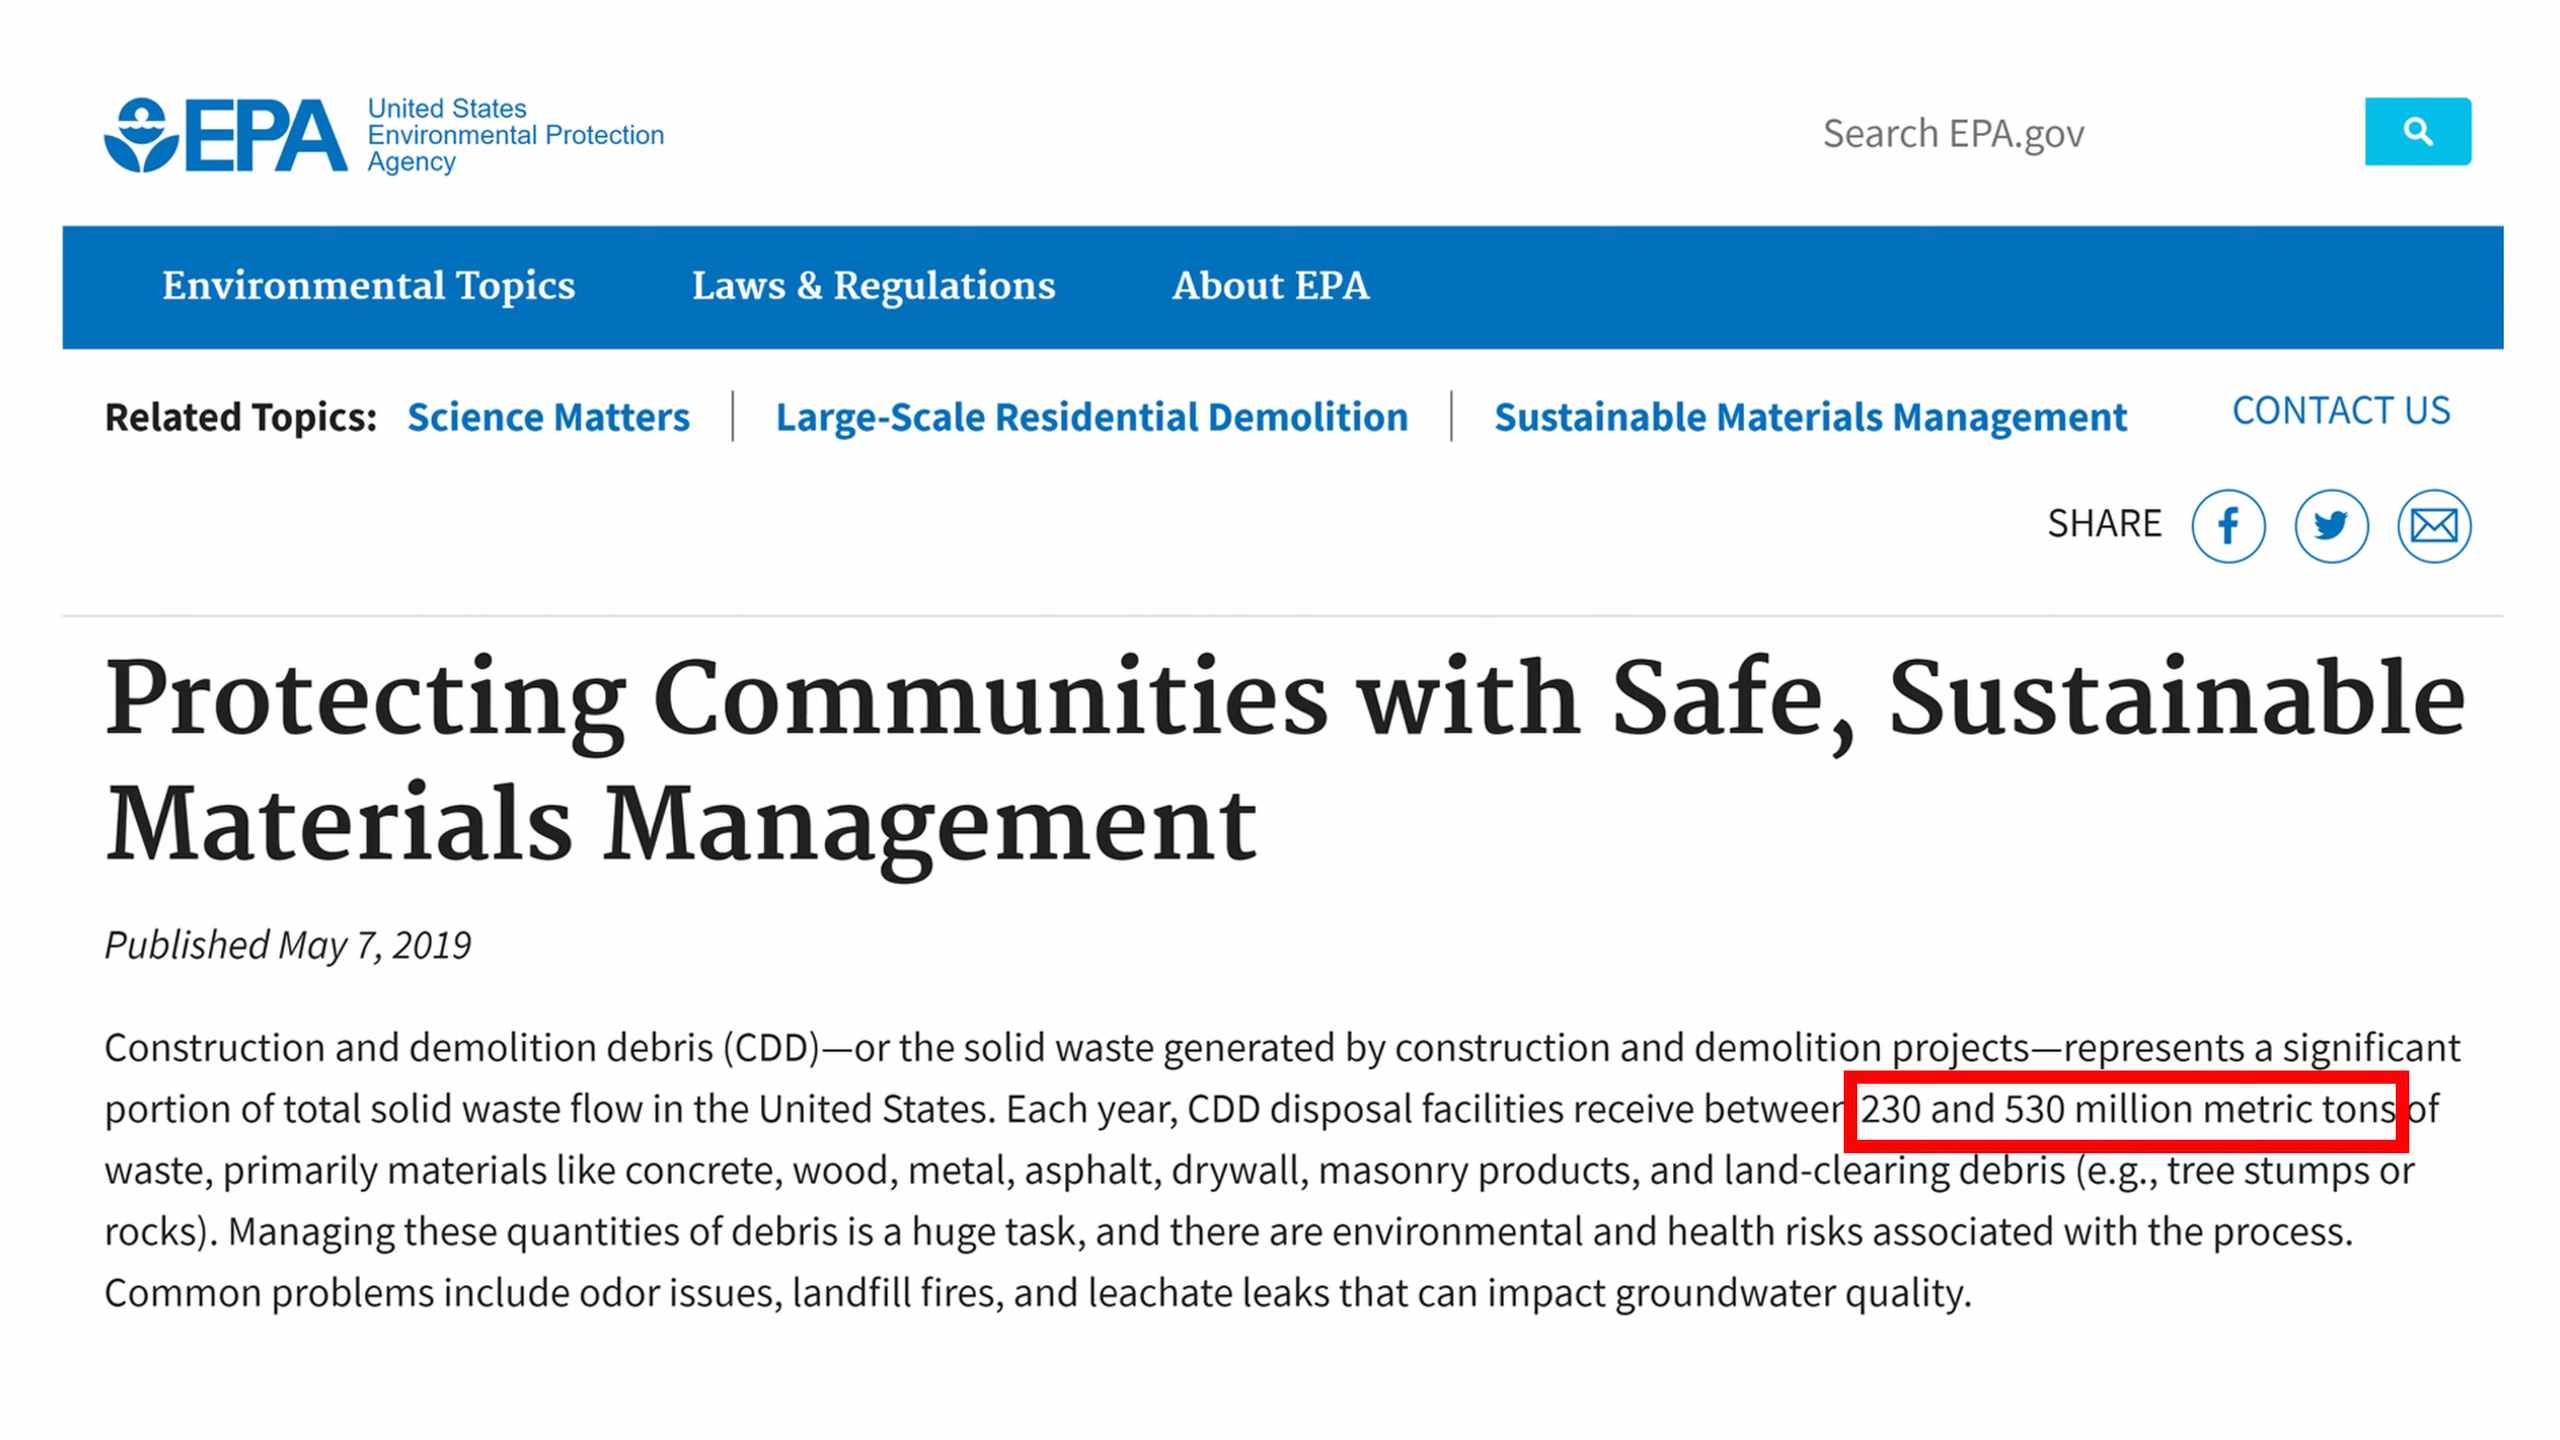 EPA
United States
Environmental Protection
Agency
Search EPA.gov
Environmental Topics Laws & Regulations About EPA
Related Topics: Science Matters Large-Scale Residential Demolition Sustainable Materials Management CONTACT US
SHARE
Protecting Communities with Safe, Sustainable
Materials Management
Published May 7, 2019
Construction and demolition debris (CDD)—or the solid waste generated by construction and demolition projects—represents a significant
portion of total solid waste flow in the United States. Each year, CDD disposal facilities receive between 230 and 530 million metric tons of
waste, primarily materials like concrete, wood, metal, asphalt, drywall, masonry products, and land-clearing debris (e.g., tree stumps or
rocks). Managing these quantities of debris is a huge task, and there are environmental and health risks associated with the process.
Common problems include odor issues, landfill fires, and leachate leaks that can impact groundwater quality.